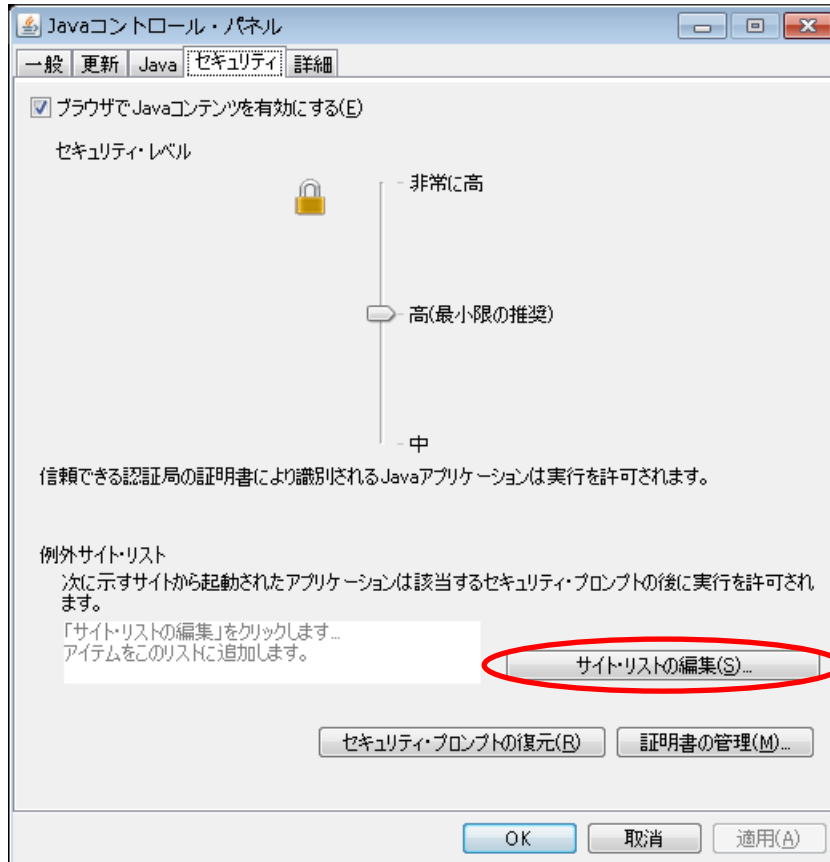 Javaコントロール・パネル
一般 更新 Java セキュリティ 詳細
ブラウザでJavaコンテンツを有効にする(E)
セキュリティ・レベル
非常に高
高(最小限の推奨)
中
信頼できる認証局の証明書により識別されるJavaアプリケーションは実行を許可されます。
例外サイト・リスト
次に示すサイトから起動されたアプリケーションは該当するセキュリティ・プロンプトの後に実行を許可され
ます。
「サイト・リストの編集」をクリックします...
アイテムをこのリストに追加します。
サイト・リストの編集(S)...
セキュリティ・プロンプトの復元(R) 証明書の管理(M)...
OK 取消 適用(A)